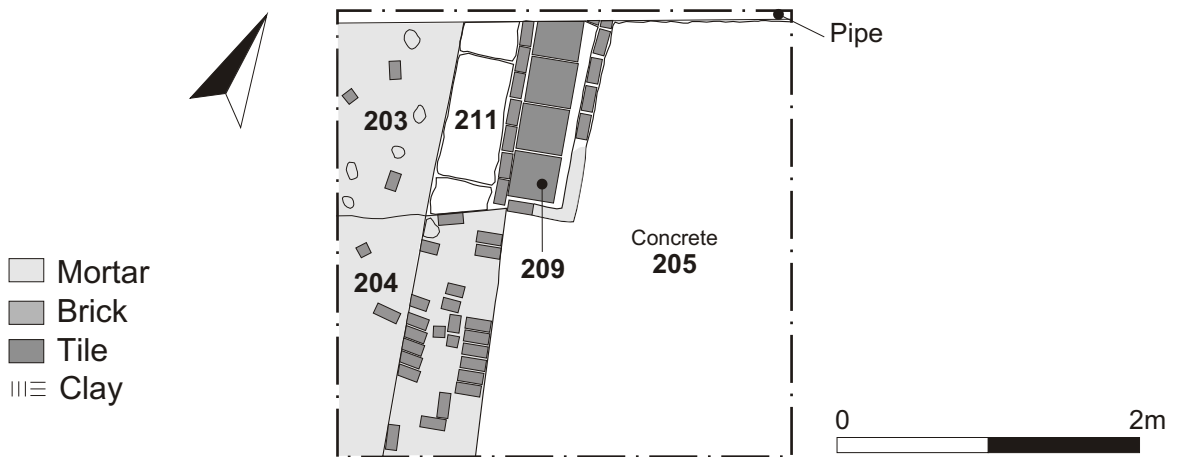 Pipe
203
211
Concrete
205
209
204
Mortar
Brick
Tile
Clay
0 2m